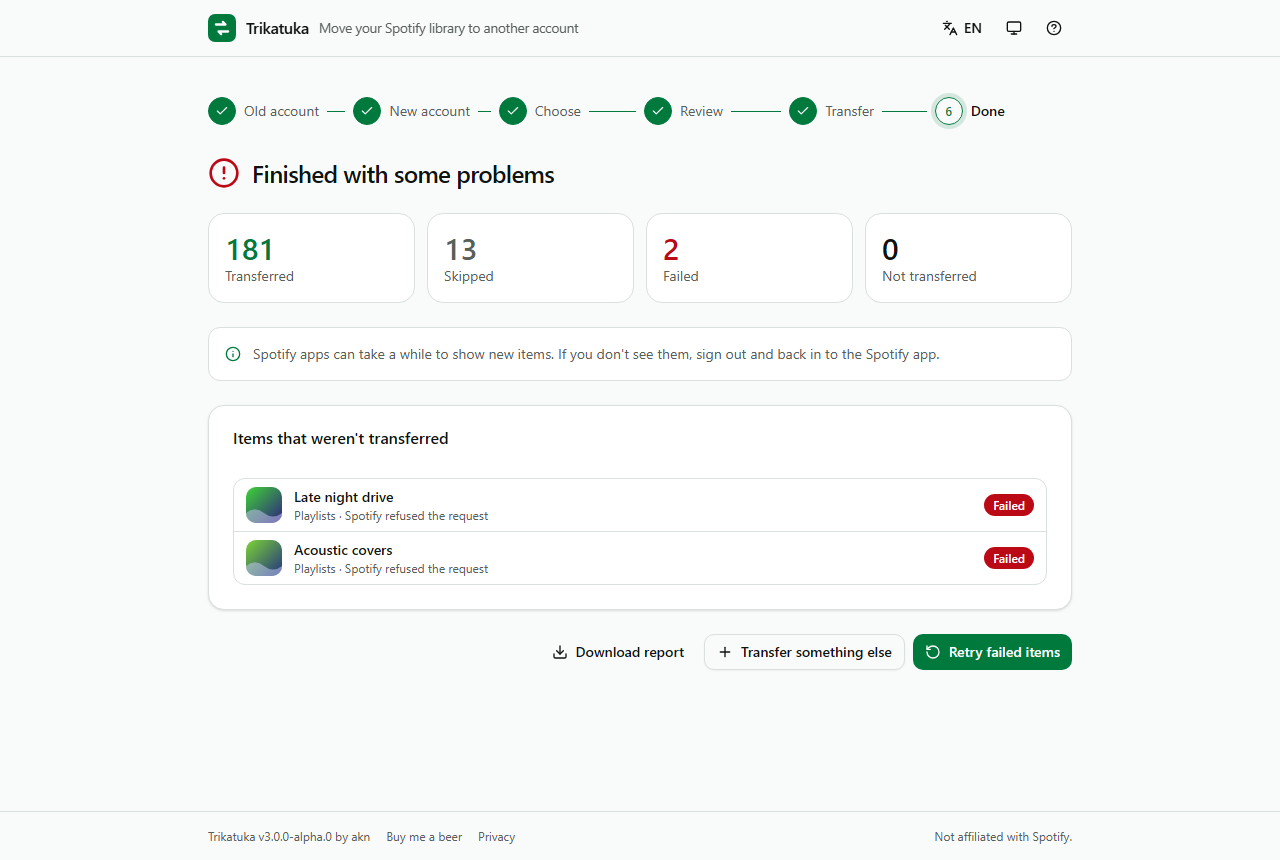 Trikatuka Move your Spotify library to another account EN
Old account New account Choose Review Transfer 6 Done
Finished with some problems
181 13 2 0
Transferred Skipped Failed Not transferred
Spotify apps can take a while to show new items. If you don't see them, sign out and back in to the Spotify app.
Items that weren't transferred
Late night drive
Playlists · Spotify refused the request
Failed
Acoustic covers
Playlists · Spotify refused the request
Failed
Download report Transfer something else Retry failed items
Trikatuka v3.0.0-alpha.0 by akn Buy me a beer Privacy Not affiliated with Spotify.